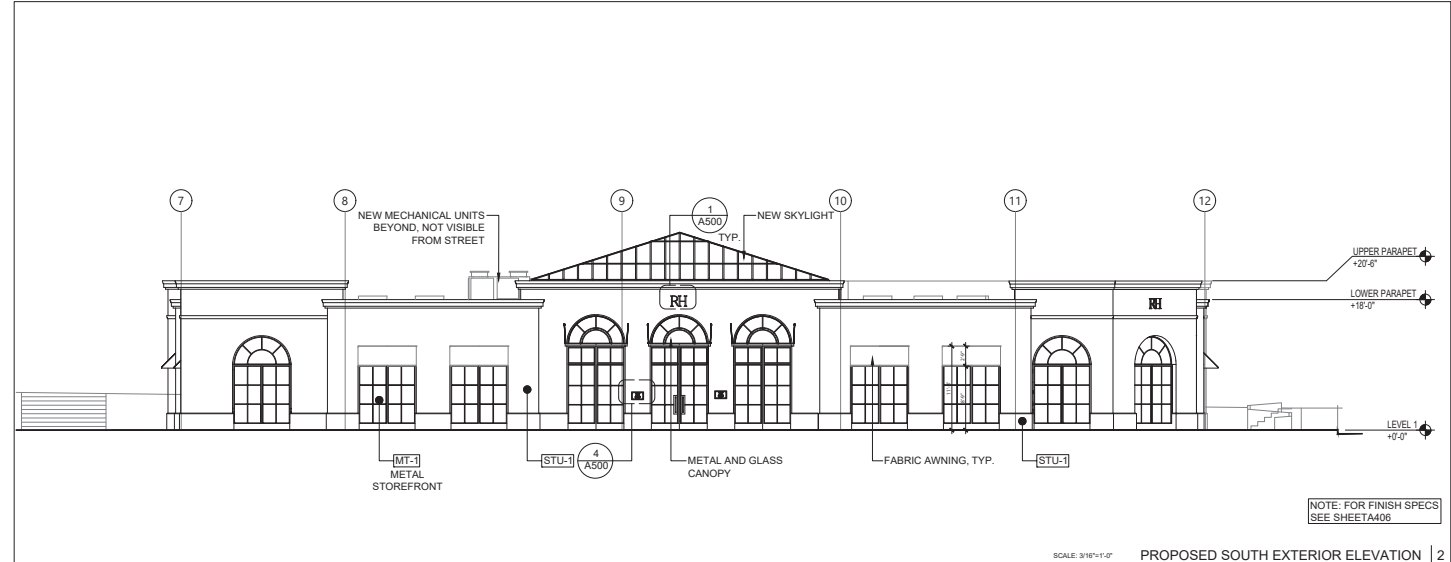 7
8
9
10
11
12
NEW MECHANICAL UNITS
BEYOND, NOT VISIBLE
FROM STREET
1
A500
TYP.
NEW SKYLIGHT
UPPER PARAPET
+20'-6"
LOWER PARAPET
+18'-0"
RH
RH
LEVEL 1
+0'-0"
MT-1
METAL
STOREFRONT
STU-1
4
A500
METAL AND GLASS
CANOPY
FABRIC AWNING, TYP.
STU-1
NOTE: FOR FINISH SPECS
SEE SHEETA406
SCALE: 3/16"=1'-0"
PROPOSED SOUTH EXTERIOR ELEVATION 2